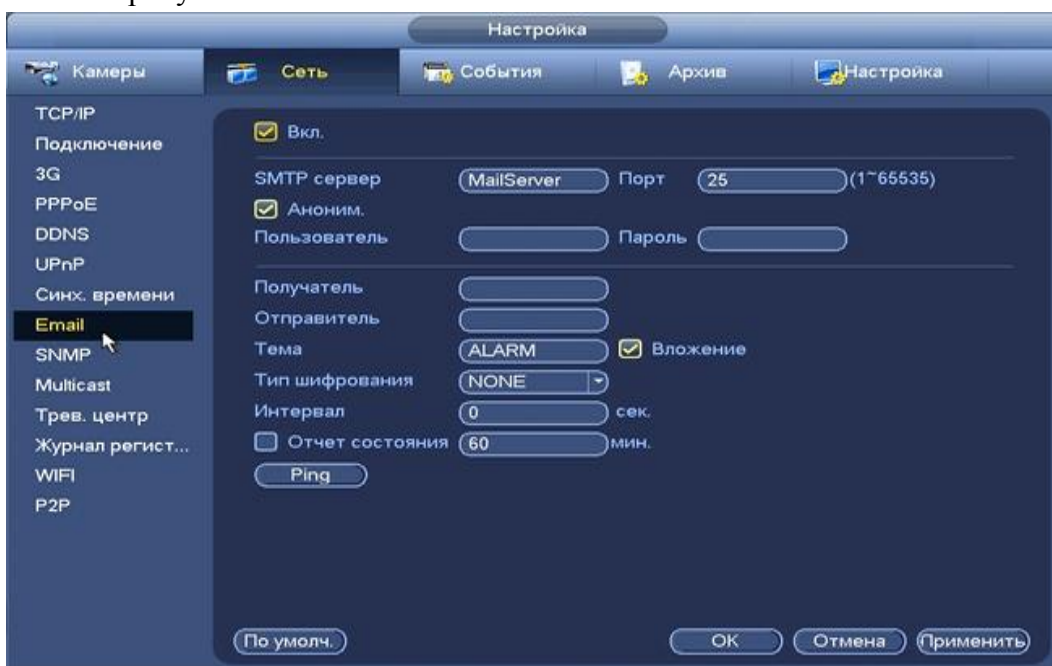 Настройка
Камеры Сеть События Архив Настройка
TCP/IP
Подключение
3G
PPPoE
DDNS
UPnP
Синх. времени
Email
SNMP
Multicast
Трев. центр
Журнал регист...
WIFI
P2P
Вкл.
SMTP сервер MailServer Порт 25 (1~65535)
Аноним.
Пользователь Пароль
Получатель
Отправитель
Тема ALARM Вложение
Тип шифрования NONE
Интервал 0 сек.
Отчет состояния 60 мин.
Ping
По умолч. OK Отмена Применить